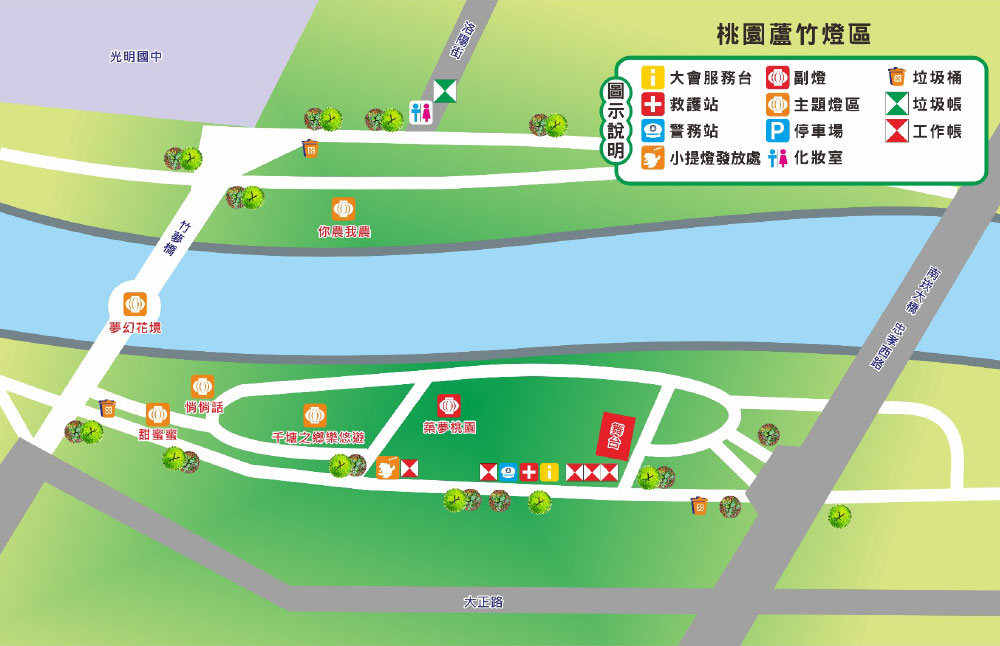 桃園蘆竹燈區
圖示說明
大會服務台
副燈
垃圾桶
救護站
主題燈區
垃圾帳
警務站
P
停車場
工作帳
小提燈發放處
化妝室
光明國中
洛陽街
竹夢橋
你農我農
南崁大橋 忠孝西路
夢幻花境
悄悄話
甜蜜蜜
千塘之鄉樂悠遊
築夢桃園
舞台
大正路